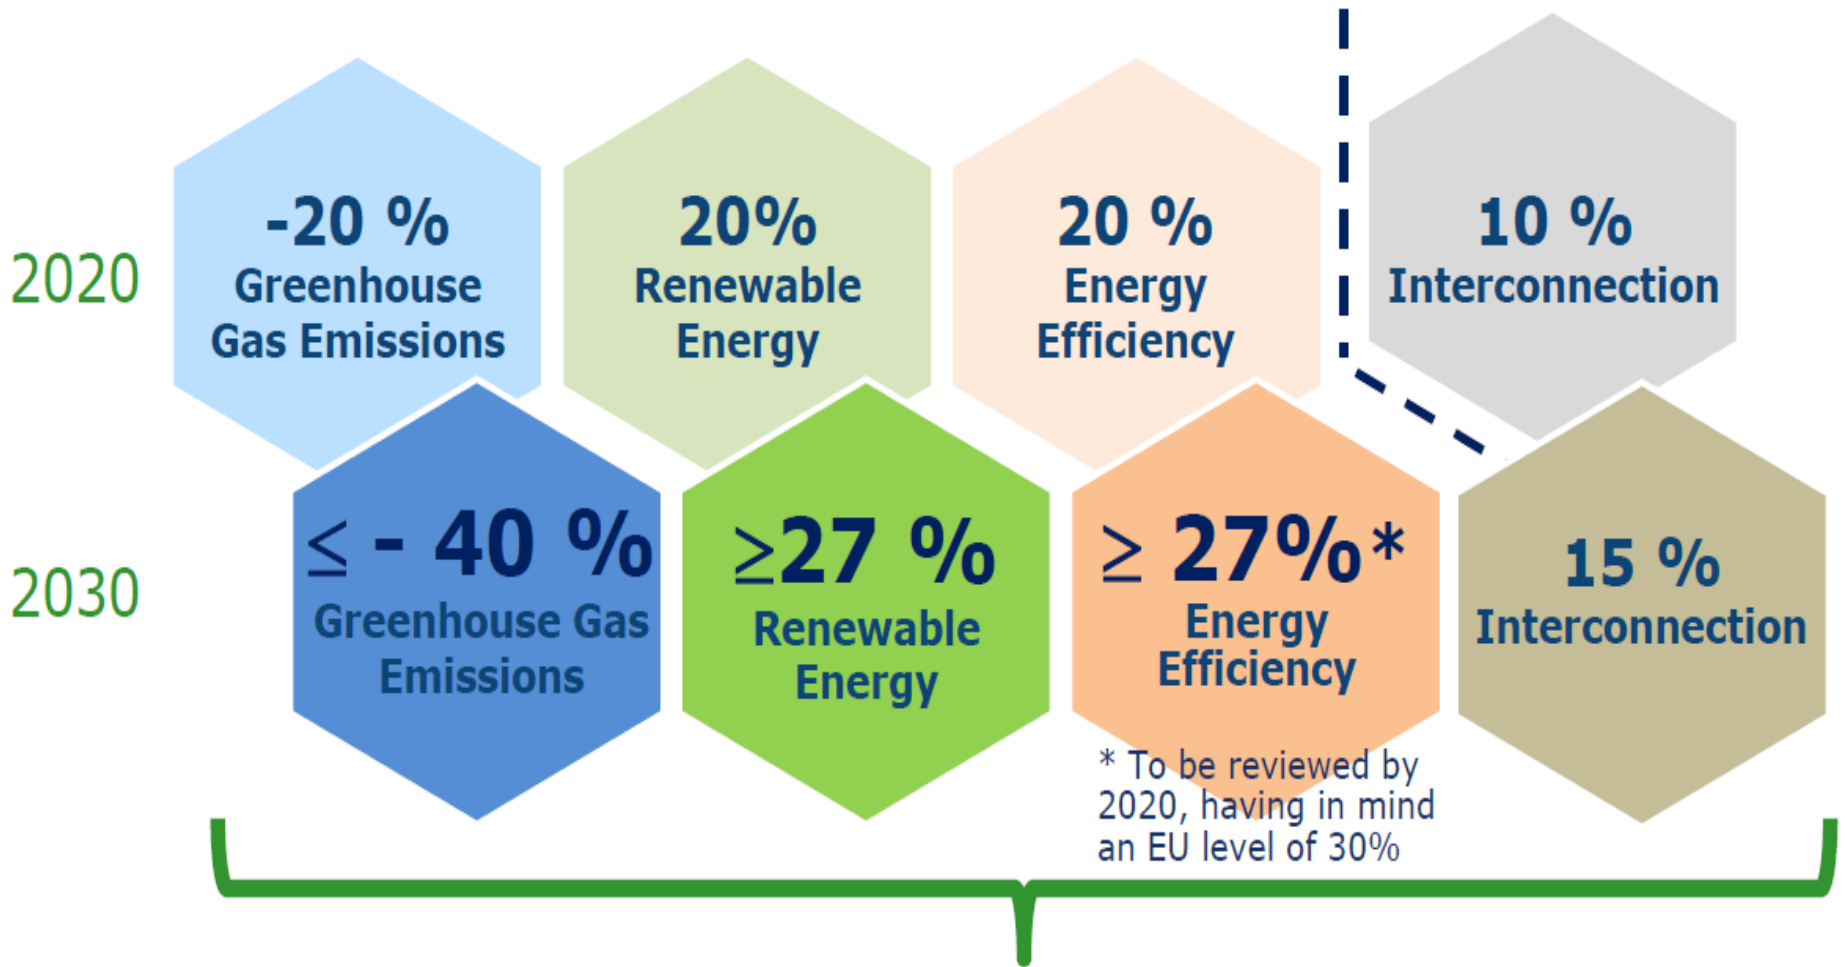 2020
-20 %
Greenhouse
Gas Emissions
20%
Renewable
Energy
20 %
Energy
Efficiency
10 %
Interconnection
2030
≤ - 40 %
Greenhouse Gas
Emissions
≥27 %
Renewable
Energy
≥ 27%*
Energy
Efficiency
* To be reviewed by
2020, having in mind
an EU level of 30%
15 %
Interconnection